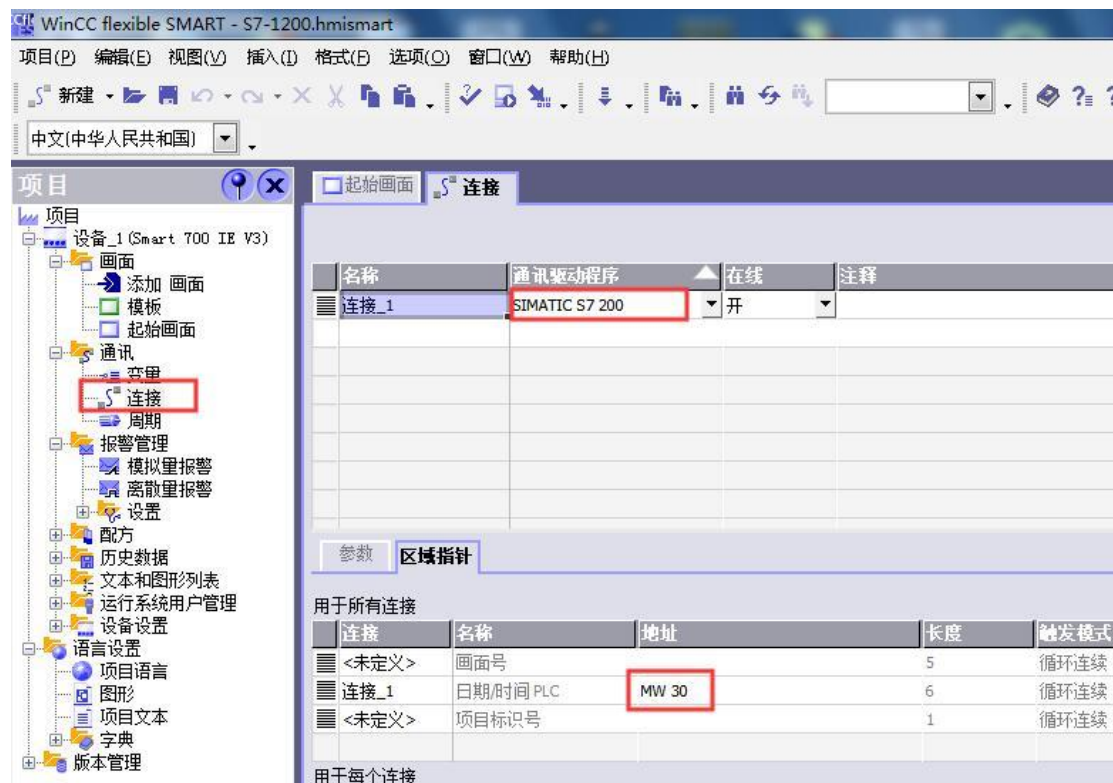 WinCC flexible SMART - S7-1200.hmismart
项目(P) 编辑(E) 视图(V) 插入(I) 格式(F) 选项(O) 窗口(W) 帮助(H)
新建
中文(中华人民共和国)
项目
起始画面 连接
项目
设备_1(Smart 700 IE V3)
画面
添加 画面
模板
起始画面
通讯
变量
连接
周期
报警管理
模拟量报警
离散量报警
设置
配方
历史数据
文本和图形列表
运行系统用户管理
设备设置
语言设置
项目语言
图形
项目文本
字典
版本管理
名称 通讯驱动程序 在线 注释
连接_1 SIMATIC S7 200 开
参数 区域指针
用于所有连接
连接 名称 地址 长度 触发模式
<未定义> 画面号 5 循环连续
连接_1 日期/时间 PLC MW 30 6 循环连续
<未定义> 项目标识号 1 循环连续
用于每个连接